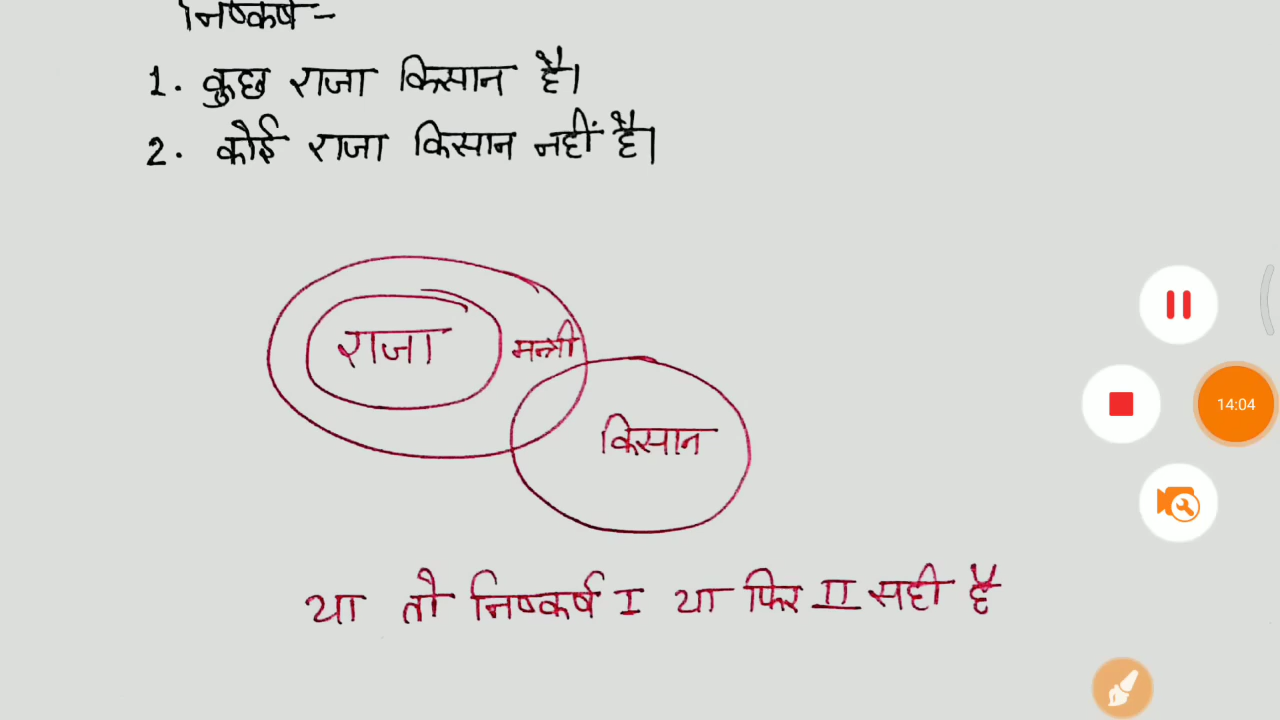 निष्कर्ष -
1. कुछ राजा किसान है।
2. कोई राजा किसान नहीं है।
राजा
मन्त्री
किसान
14:04
या तो निष्कर्ष I या फिर II सही है